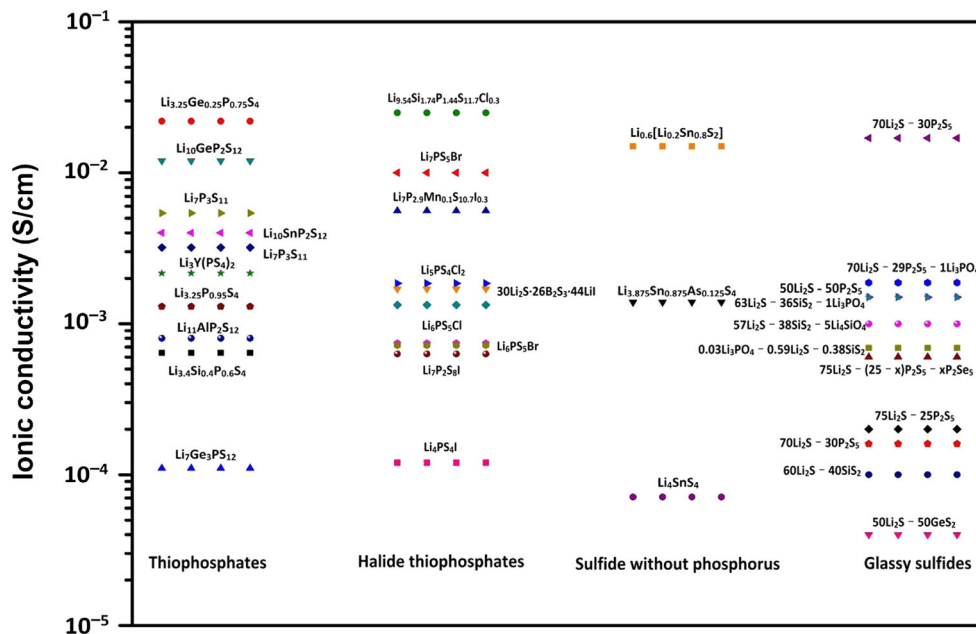 Ionic conductivity (S/cm)
10⁻¹
10⁻²
10⁻³
10⁻⁴
10⁻⁵
Li₃.₂₅Ge₀.₂₅P₀.₇₅S₄
Li₁₀GeP₂S₁₂
Li₇P₃S₁₁
Li₁₀SnP₂S₁₂
Li₇P₃S₁₁
Li₃Y(PS₄)₂
Li₃.₂₅P₀.₉₅S₄
Li₁₁AlP₂S₁₂
Li₃.₄Si₀.₄P₀.₆S₄
Li₇Ge₃PS₁₂
Thiophosphates
Li₉.₅₄Si₁.₇₄P₁.₄₄S₁₁.₇Cl₀.₃
Li₇PS₅Br
Li₇P₂.₉Mn₀.₁S₁₀.₇I₀.₃
Li₅PS₄Cl₂
30Li₂S·26B₂S₃·44LiI
Li₆PS₅Cl
Li₆PS₅Br
Li₇P₂S₈I
Li₄PS₄I
Halide thiophosphates
Li₀.₆[Li₀.₂Sn₀.₈S₂]
Li₃.₈₇₅Sn₀.₈₇₅As₀.₁₂₅S₄
Li₄SnS₄
Sulfide without phosphorus
70Li₂S – 30P₂S₅
70Li₂S – 29P₂S₅ – 1Li₃PO₄
50Li₂S – 50P₂S₅
63Li₂S – 36SiS₂ – 1Li₃PO₄
57Li₂S – 38SiS₂ – 5Li₄SiO₄
0.03Li₃PO₄ – 0.59Li₂S – 0.38SiS₂
75Li₂S – (25 – x)P₂S₅ – xP₂Se₅
75Li₂S – 25P₂S₅
70Li₂S – 30P₂S₅
60Li₂S – 40SiS₂
50Li₂S – 50GeS₂
Glassy sulfides